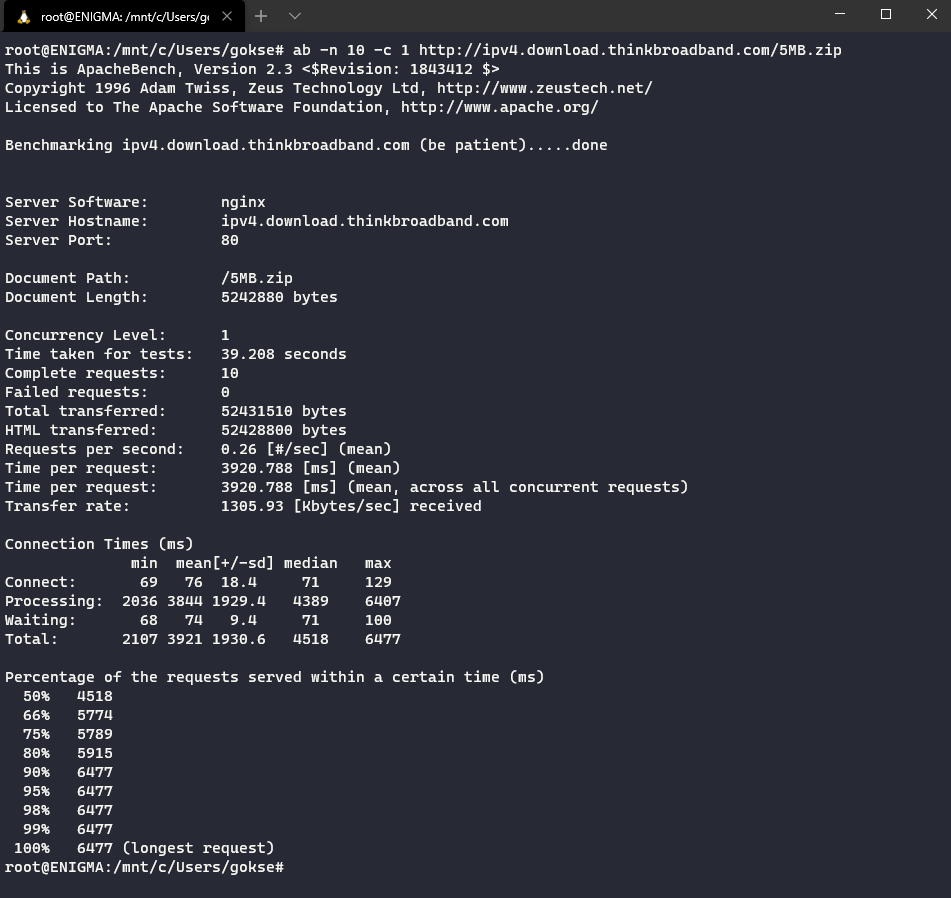 root@ENIGMA: /mnt/c/Users/go
root@ENIGMA:/mnt/c/Users/gokse# ab -n 10 -c 1 http://ipv4.download.thinkbroadband.com/5MB.zip
This is ApacheBench, Version 2.3 <$Revision: 1843412 $>
Copyright 1996 Adam Twiss, Zeus Technology Ltd, http://www.zeustech.net/
Licensed to The Apache Software Foundation, http://www.apache.org/

Benchmarking ipv4.download.thinkbroadband.com (be patient).....done


Server Software:        nginx
Server Hostname:        ipv4.download.thinkbroadband.com
Server Port:            80

Document Path:          /5MB.zip
Document Length:        5242880 bytes

Concurrency Level:      1
Time taken for tests:   39.208 seconds
Complete requests:      10
Failed requests:        0
Total transferred:      52431510 bytes
HTML transferred:       52428800 bytes
Requests per second:    0.26 [#/sec] (mean)
Time per request:       3920.788 [ms] (mean)
Time per request:       3920.788 [ms] (mean, across all concurrent requests)
Transfer rate:          1305.93 [Kbytes/sec] received

Connection Times (ms)
              min  mean[+/-sd] median   max
Connect:       69   76  18.4     71     129
Processing:  2036 3844 1929.4   4389    6407
Waiting:       68   74   9.4     71     100
Total:       2107 3921 1930.6   4518    6477

Percentage of the requests served within a certain time (ms)
  50%   4518
  66%   5774
  75%   5789
  80%   5915
  90%   6477
  95%   6477
  98%   6477
  99%   6477
 100%   6477 (longest request)
root@ENIGMA:/mnt/c/Users/gokse#